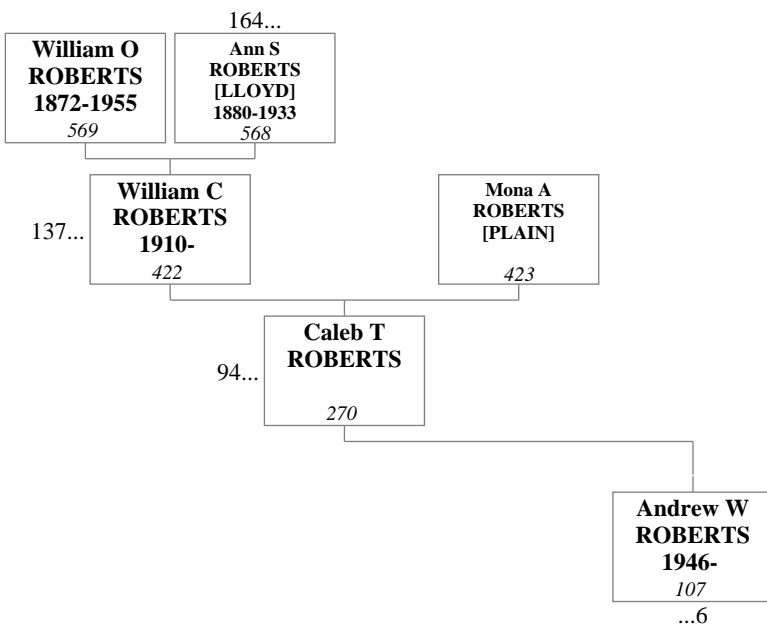 164...
William O
ROBERTS
1872-1955
569
Ann S
ROBERTS
[LLOYD]
1880-1933
568
137...
William C
ROBERTS
1910-
422
Mona A
ROBERTS
[PLAIN]
423
94...
Caleb T
ROBERTS
270
Andrew W
ROBERTS
1946-
107
...6